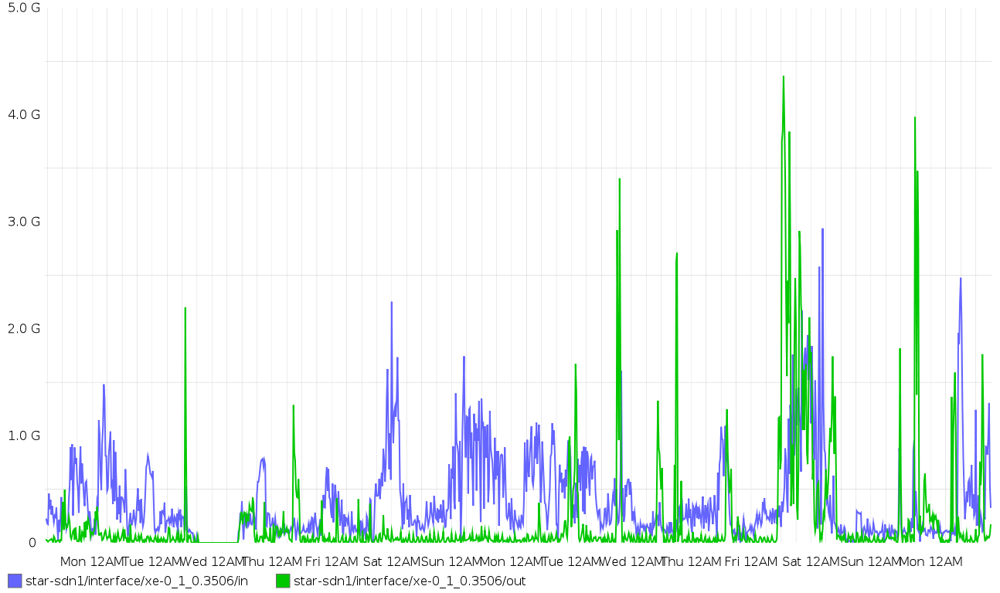 5.0 G
4.0 G
3.0 G
2.0 G
1.0 G
0
Mon 12AM Tue 12AM Wed 12AM Thu 12AM Fri 12AM Sat 12AM Sun 12AM Mon 12AM Tue 12AM Wed 12AM Thu 12AM Fri 12AM Sat 12AM Sun 12AM Mon 12AM
star-sdn1/interface/xe-0_1_0.3506/in star-sdn1/interface/xe-0_1_0.3506/out